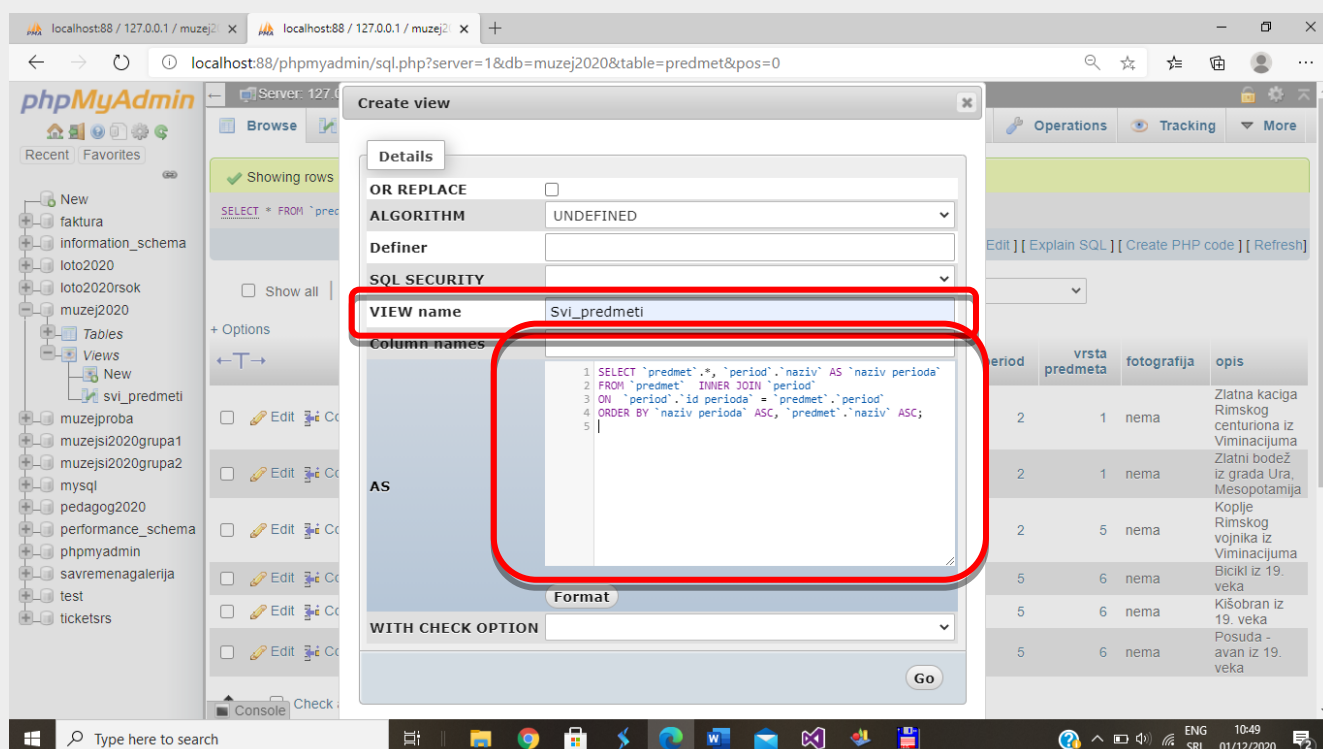 localhost:88 / 127.0.0.1 / muzej2
localhost:88 / 127.0.0.1 / muzej2
localhost:88/phpmyadmin/sql.php?server=1&db=muzej2020&table=predmet&pos=0
phpMyAdmin
Recent Favorites
New
faktura
information_schema
loto2020
loto2020rsok
muzej2020
Tables
Views
New
svi_predmeti
muzejproba
muzejsi2020grupa1
muzejsi2020grupa2
mysql
pedagog2020
performance_schema
phpmyadmin
savremenagalerija
test
ticketsrs
Server: 127.0
Browse
Operations
Tracking
More
Showing rows
SELECT * FROM `pred
Edit ] [ Explain SQL ] [ Create PHP code ] [ Refresh]
Show all
+ Options
period
vrsta predmeta
fotografija
opis
Edit
2 1 nema
Zlatna kaciga
Rimskog
centuriona iz
Viminacijuma
Edit
2 1 nema
Zlatni bodež
iz grada Ura,
Mesopotamija
Edit
2 5 nema
Koplje
Rimskog
vojnika iz
Viminacijuma
Edit
5 6 nema
Bicikl iz 19.
veka
Edit
5 6 nema
Kišobran iz
19. veka
Edit
5 6 nema
Posuda -
avan iz 19.
veka
Console
Check
Create view
Details
OR REPLACE
ALGORITHM UNDEFINED
Definer
SQL SECURITY
VIEW name Svi_predmeti
Column names
AS
1 SELECT `predmet`.*, `period`.`naziv` AS `naziv perioda`
2 FROM `predmet`  INNER JOIN `period`
3 ON  `period`.`id perioda` = `predmet`.`period`
4 ORDER BY `naziv perioda` ASC, `predmet`.`naziv` ASC;
5
Format
WITH CHECK OPTION
Go
Type here to search
ENG
SRL
10:49
01/12/2020